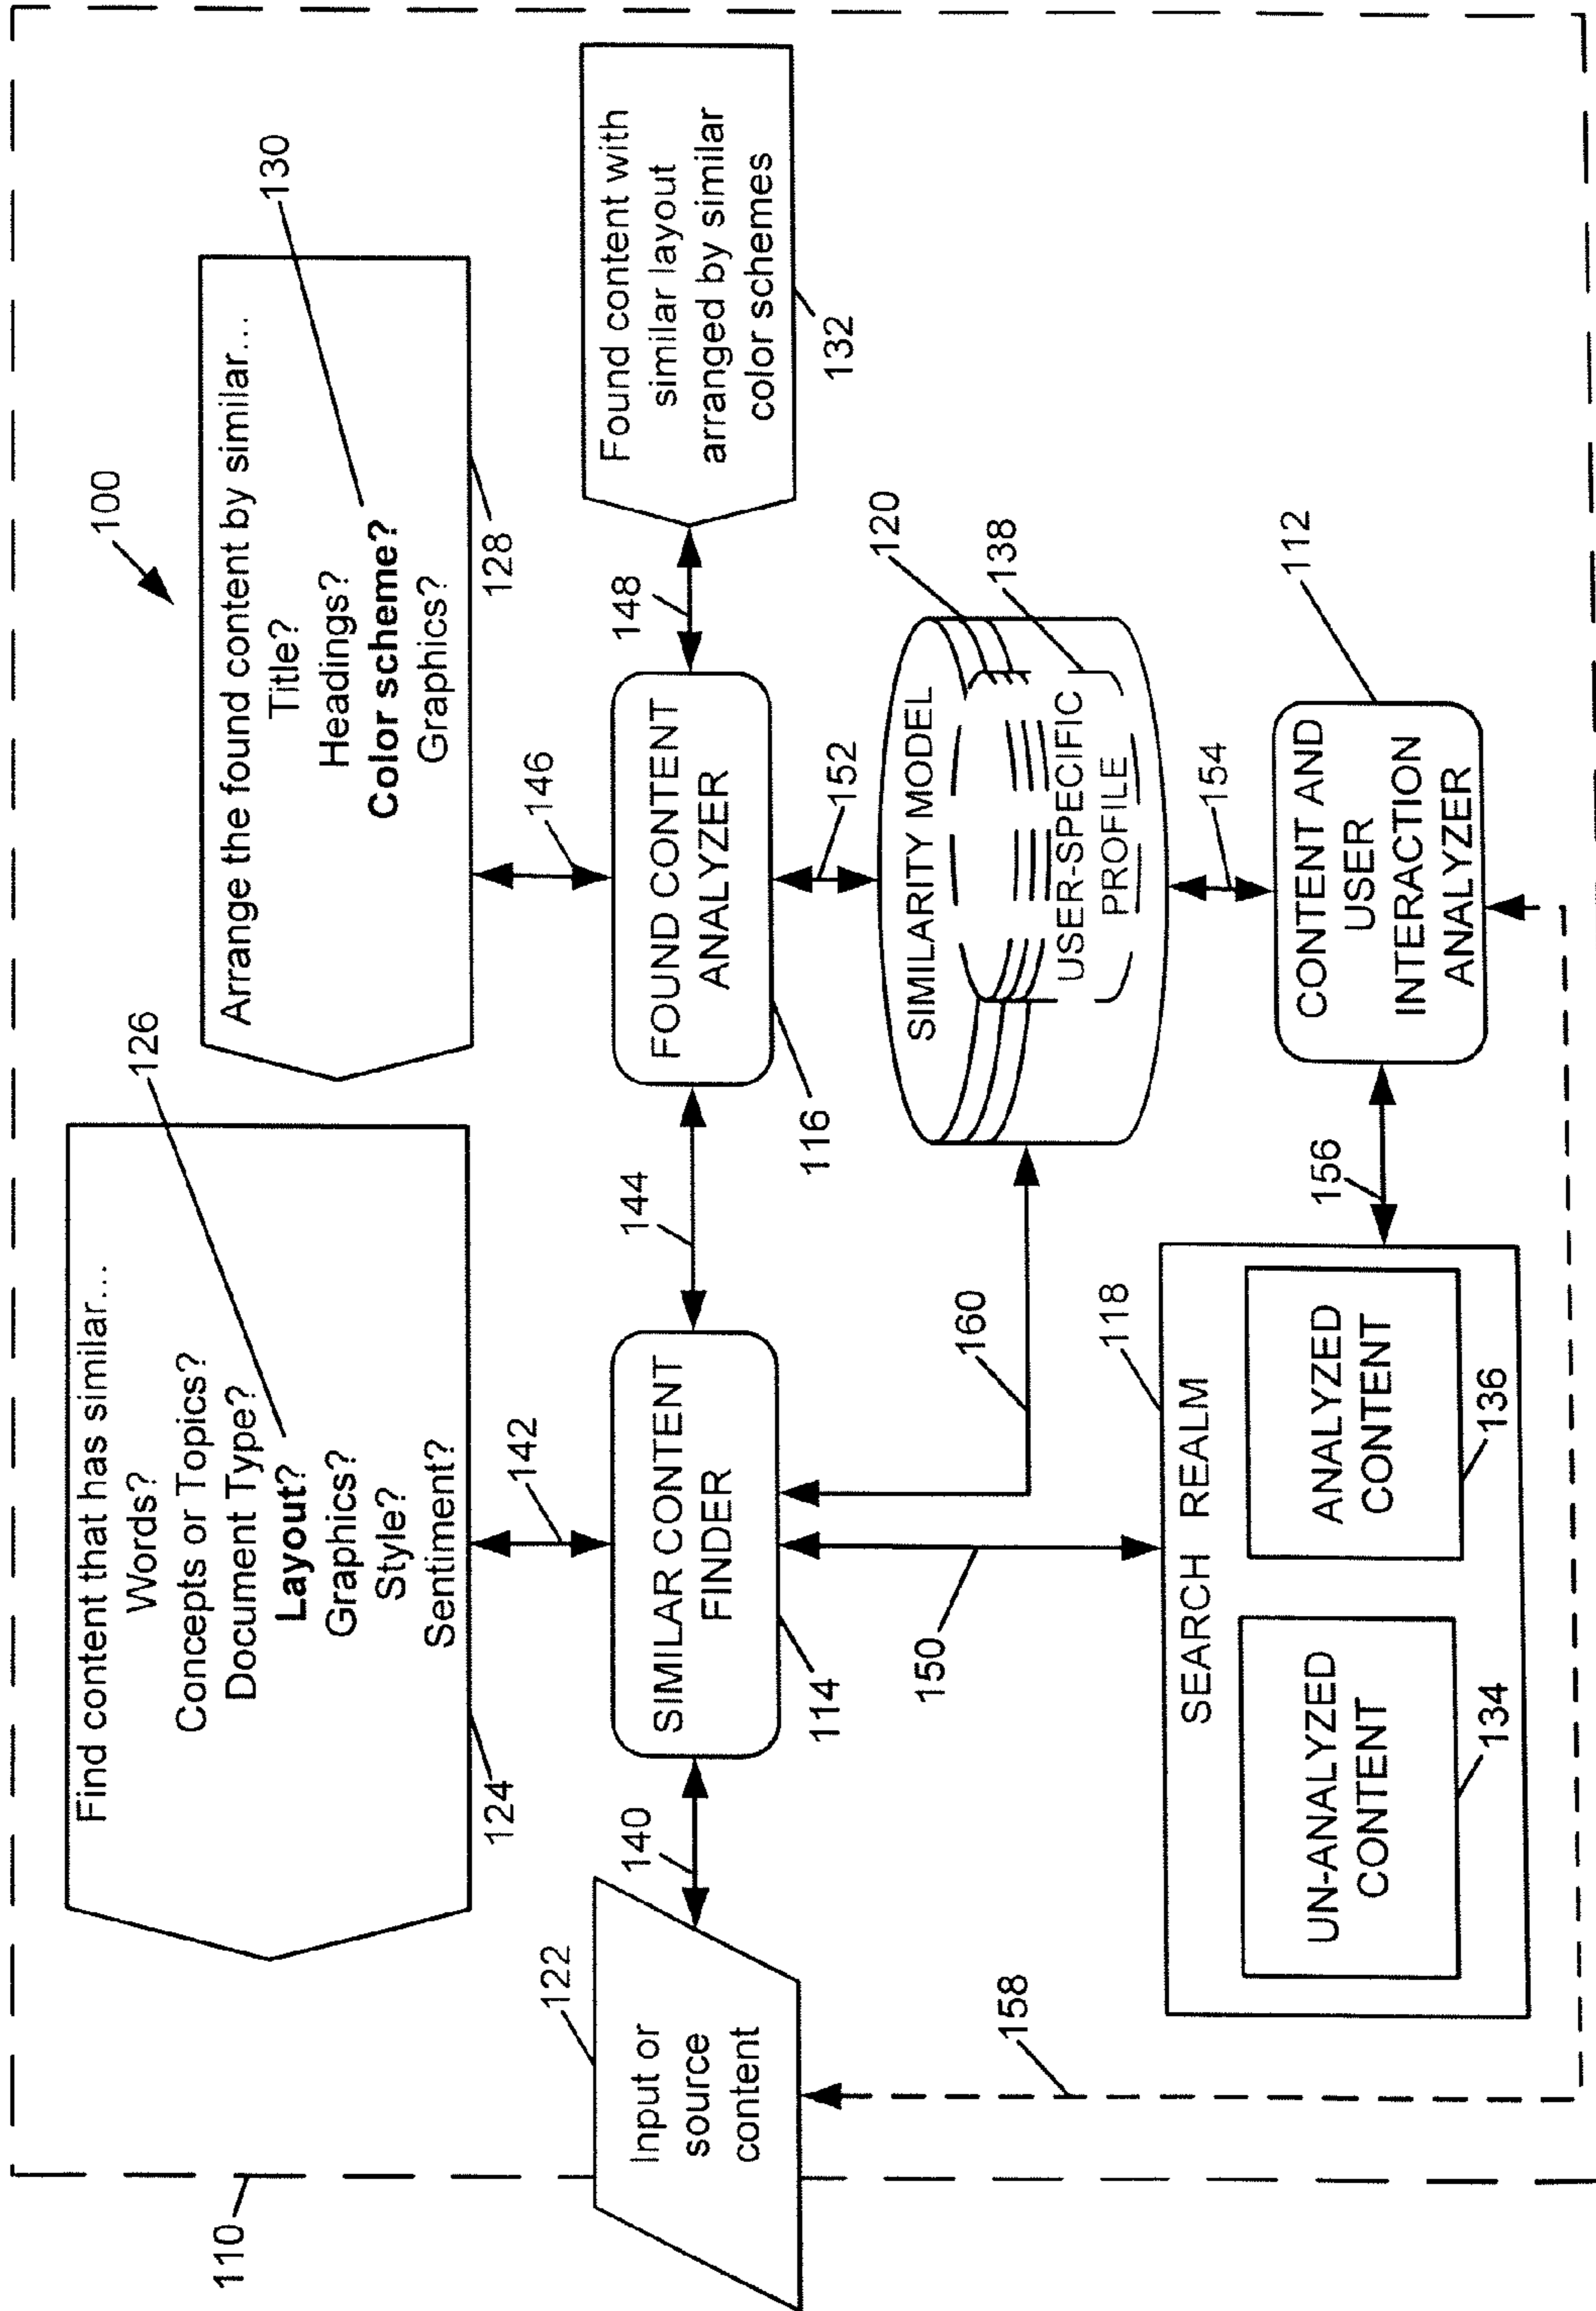 100
110
Find content that has similar...
Words?
Concepts or Topics?
Document Type?
Layout?
Graphics?
Style?
Sentiment?
124
126
Arrange the found content by similar...
Title?
Headings?
Color scheme?
Graphics?
128
130
142
146
122
Input or
source
content
140
SIMILAR CONTENT
FINDER
114
144
FOUND CONTENT
ANALYZER
116
148
Found content with
similar layout
arranged by similar
color schemes
132
150
160
152
SIMILARITY MODEL
USER-SPECIFIC
PROFILE
120
138
158
118
SEARCH REALM
UN-ANALYZED
CONTENT
134
ANALYZED
CONTENT
136
156
154
CONTENT AND
USER
INTERACTION
ANALYZER
112